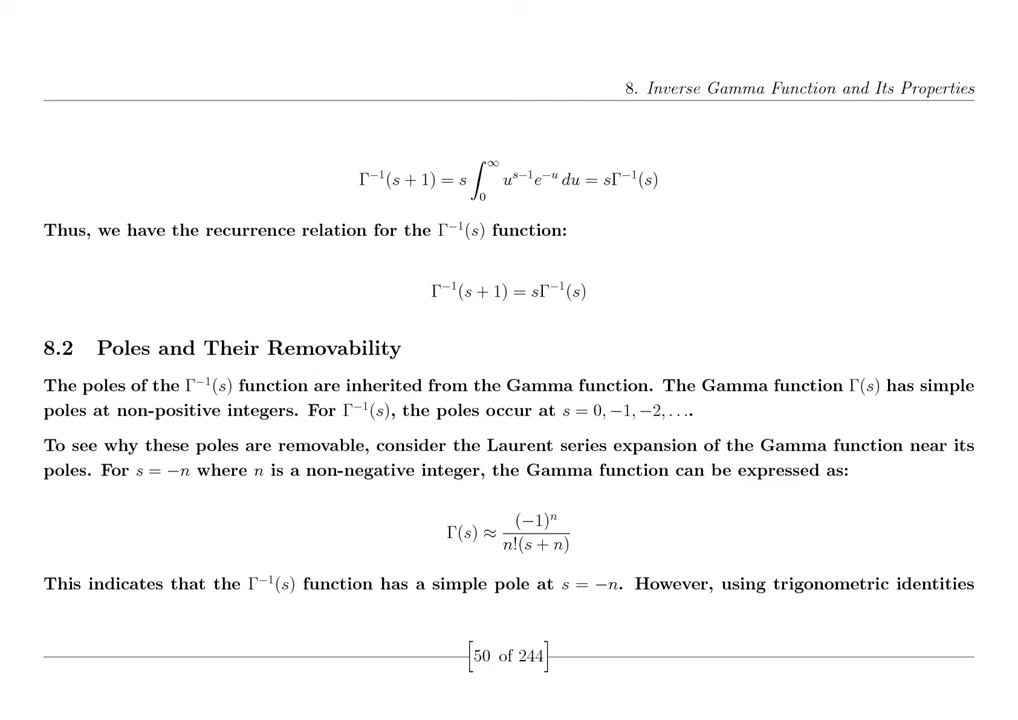 8. Inverse Gamma Function and Its Properties
Γ⁻¹(s + 1) = s ∫₀^∞ uˢ⁻¹e⁻ᵘ du = sΓ⁻¹(s)
Thus, we have the recurrence relation for the Γ⁻¹(s) function:
Γ⁻¹(s + 1) = sΓ⁻¹(s)
8.2 Poles and Their Removability
The poles of the Γ⁻¹(s) function are inherited from the Gamma function. The Gamma function Γ(s) has simple
poles at non-positive integers. For Γ⁻¹(s), the poles occur at s = 0, −1, −2, . . ..
To see why these poles are removable, consider the Laurent series expansion of the Gamma function near its
poles. For s = −n where n is a non-negative integer, the Gamma function can be expressed as:
Γ(s) ≈ (−1)ⁿ / n!(s + n)
This indicates that the Γ⁻¹(s) function has a simple pole at s = −n. However, using trigonometric identities
[50 of 244]